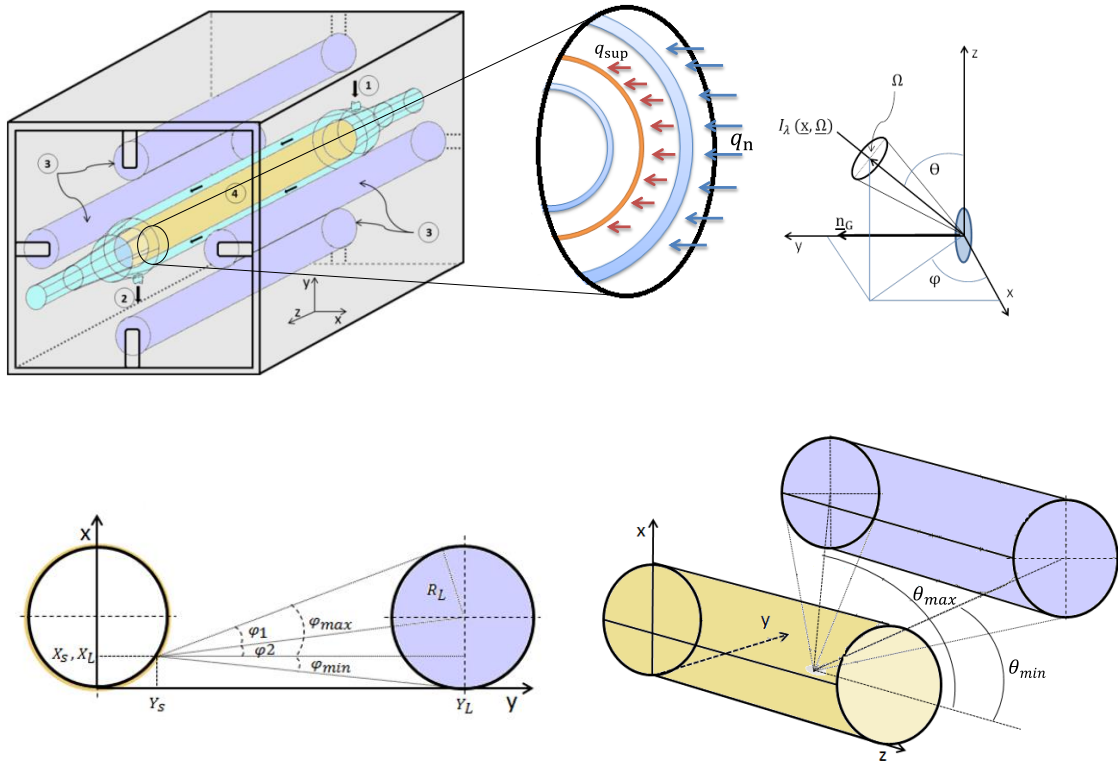 1
3
4
3
2
y
z
x
q_sup
q_n
z
Ω
I_λ (x, Ω)
Θ
n_G
y
φ
x
x
R_L
φ1
φ_max
φ2
X_S, X_L
φ_min
Y_S
Y_L
y
x
y
θ_max
θ_min
z